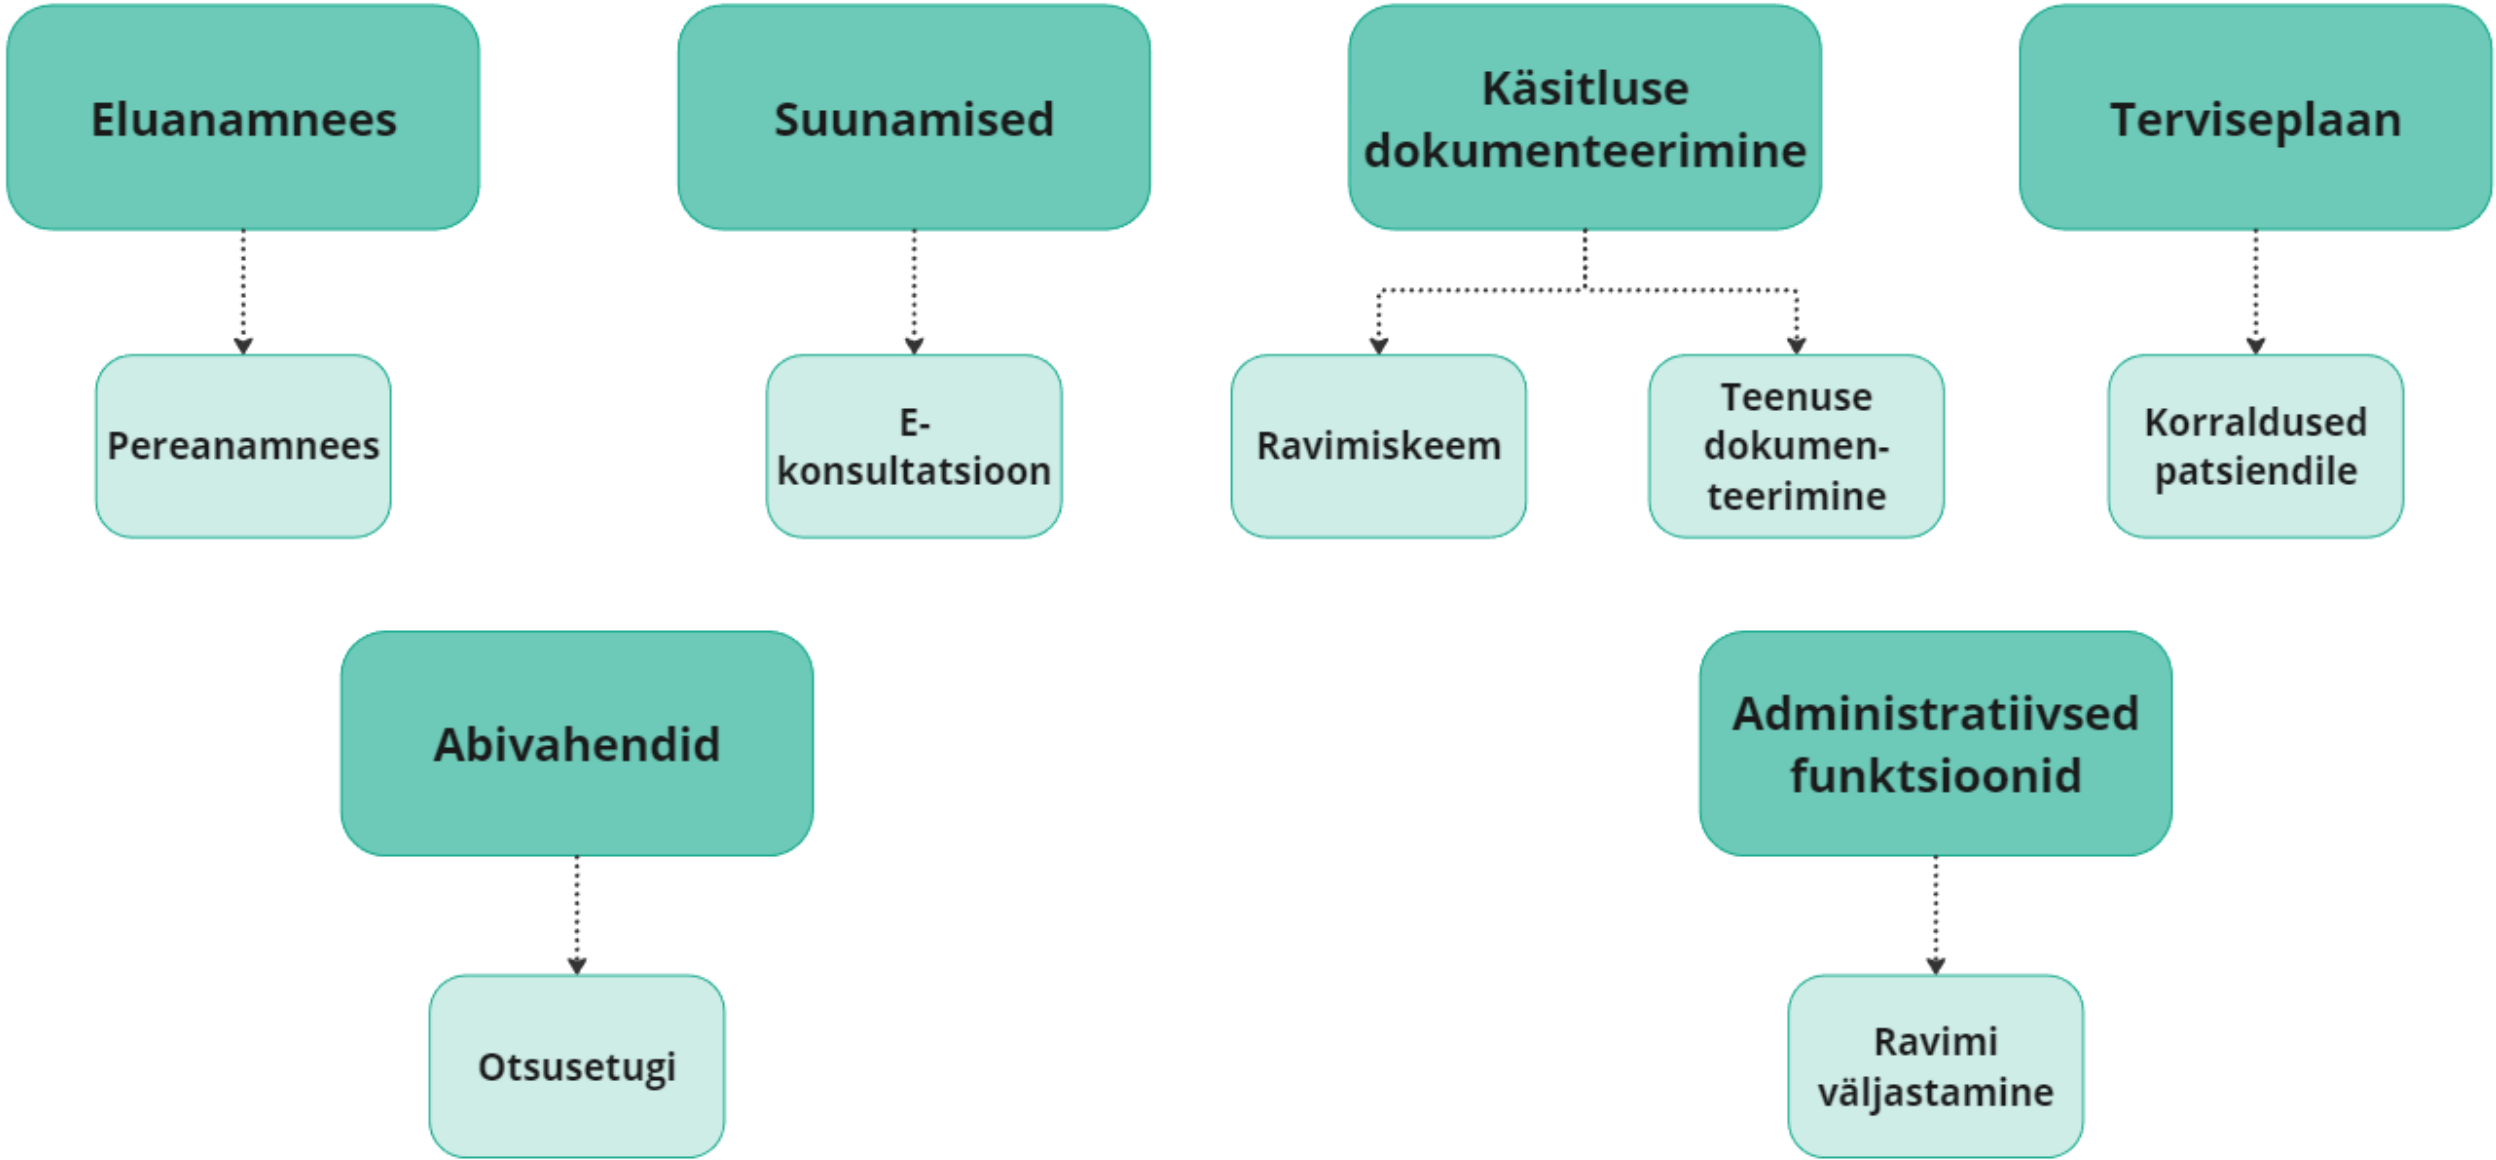 Eluanamnees
Suunamised
Käsitluse
dokumenteerimine
Terviseplaan
Pereanamnees
E-
konsultatsioon
Ravimiskeem
Teenuse
dokumen-
teerimine
Korraldused
patsiendile
Abivahendid
Administratiivsed
funktsioonid
Otsusetugi
Ravimi
väljastamine